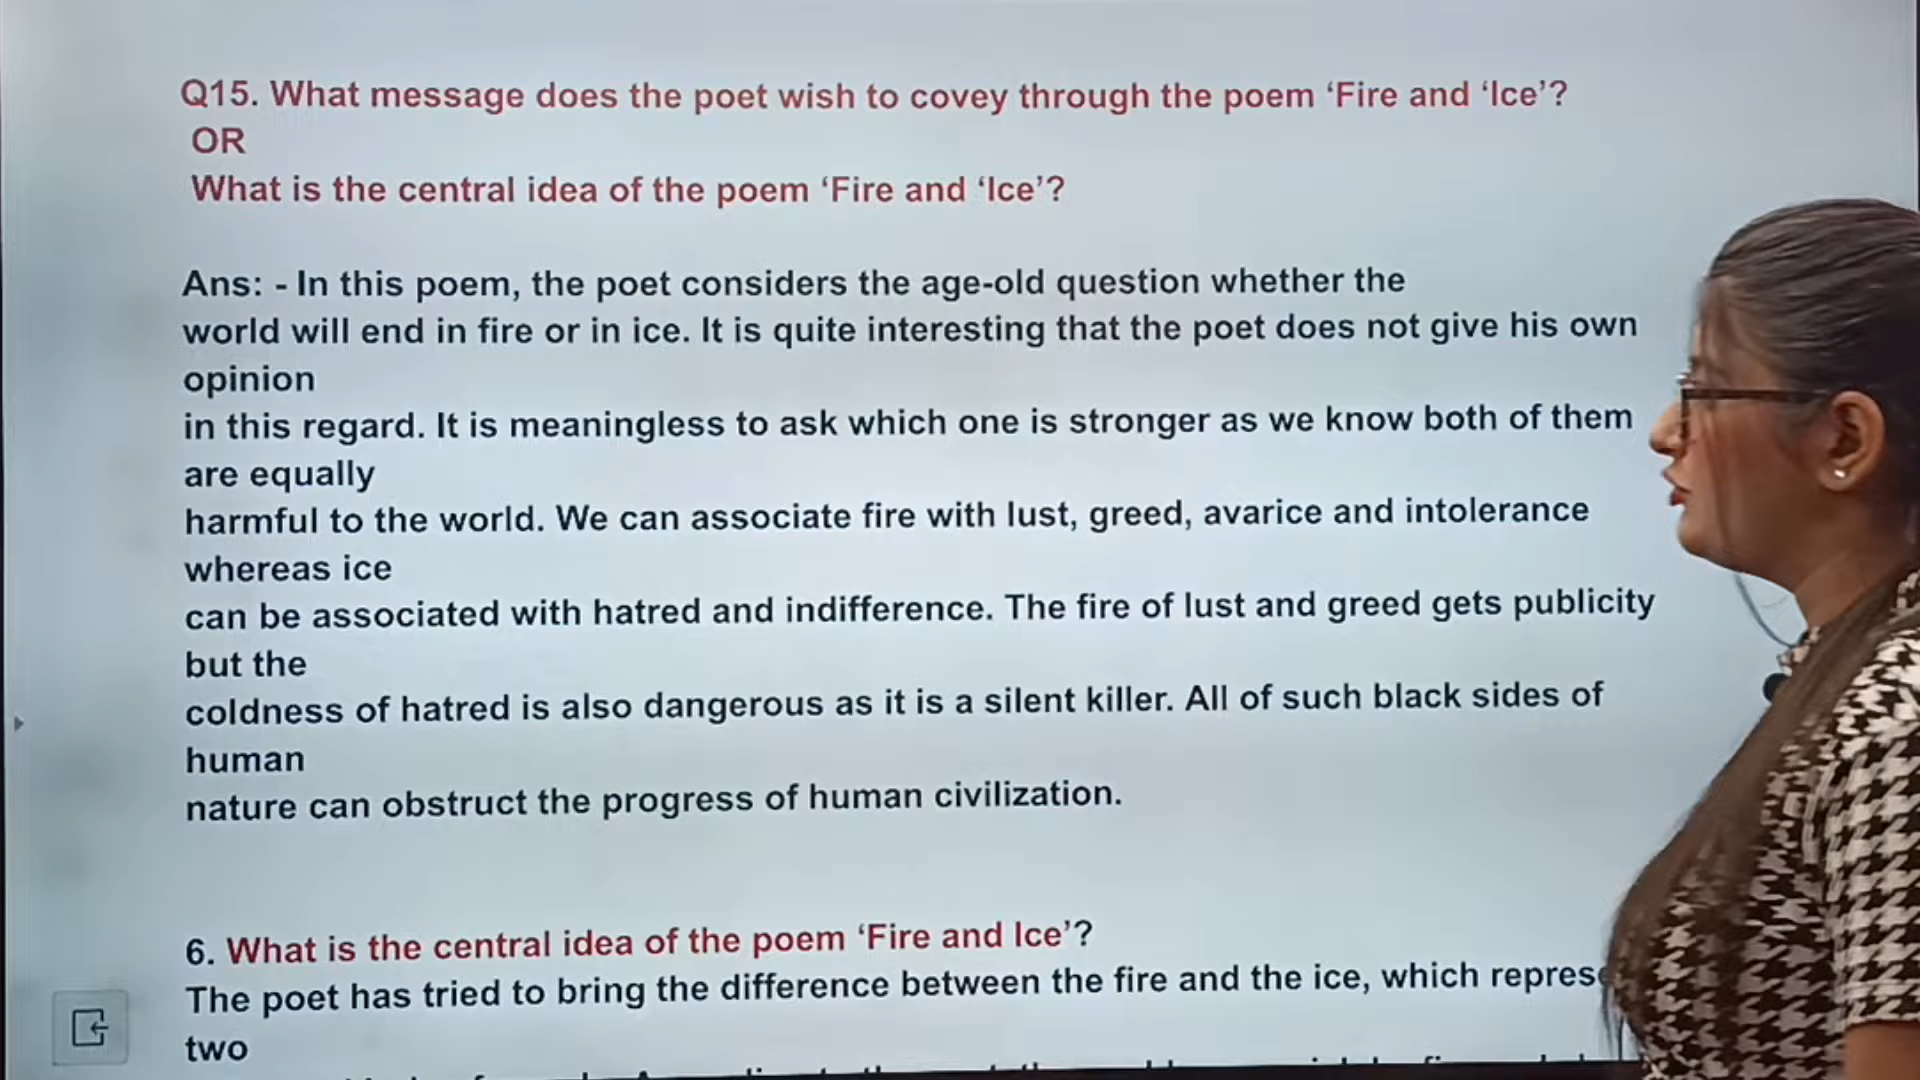 Q15. What message does the poet wish to covey through the poem ‘Fire and ‘Ice’?
OR
What is the central idea of the poem ‘Fire and ‘Ice’?
Ans: - In this poem, the poet considers the age-old question whether the
world will end in fire or in ice. It is quite interesting that the poet does not give his own
opinion
in this regard. It is meaningless to ask which one is stronger as we know both of them
are equally
harmful to the world. We can associate fire with lust, greed, avarice and intolerance
whereas ice
can be associated with hatred and indifference. The fire of lust and greed gets publicity
but the
coldness of hatred is also dangerous as it is a silent killer. All of such black sides of
human
nature can obstruct the progress of human civilization.
6. What is the central idea of the poem ‘Fire and Ice’?
The poet has tried to bring the difference between the fire and the ice, which
two